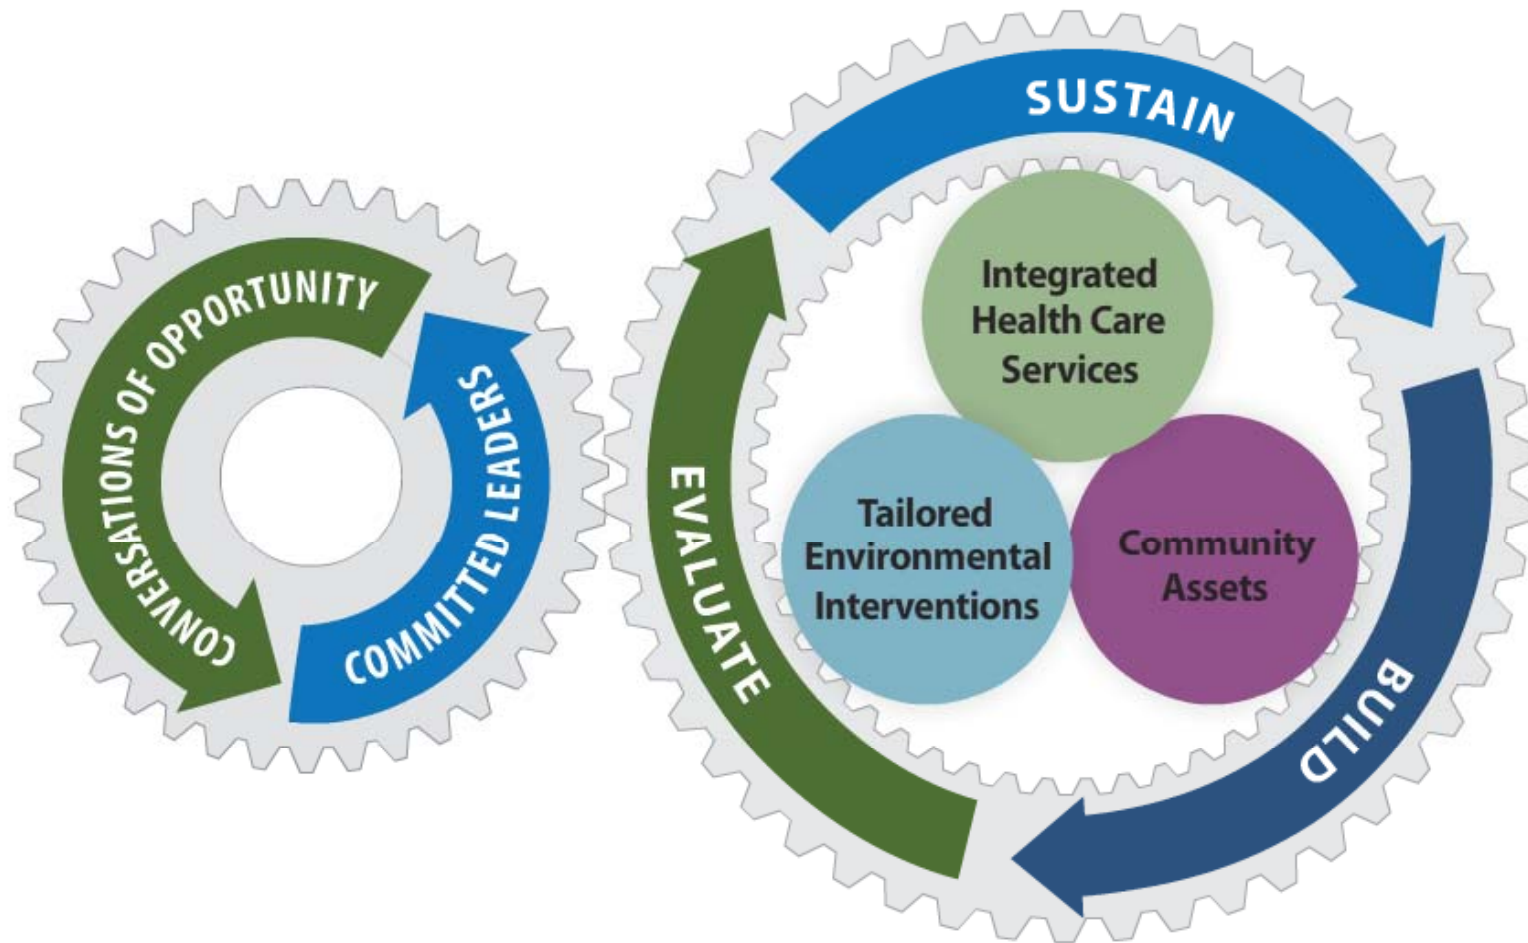 CONVERSATIONS OF OPPORTUNITY
COMMITTED LEADERS
SUSTAIN
BUILD
EVALUATE
Integrated
Health Care
Services
Tailored
Environmental
Interventions
Community
Assets